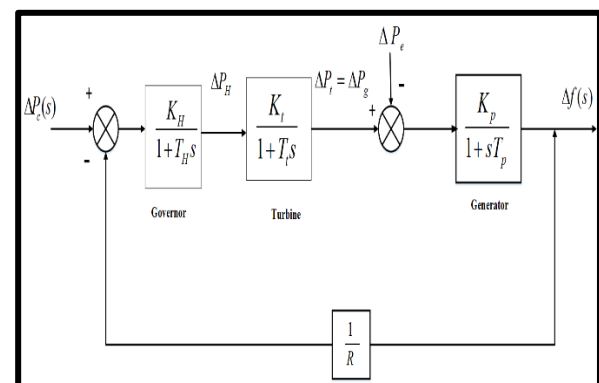 ΔP_e
ΔP_c(s)
+
-
K_H
1+T_H s
Governor
ΔP_H
K_t
1+T_t s
Turbine
ΔP_t = ΔP_g
+
-
K_p
1+sT_p
Generator
Δf(s)
1
R